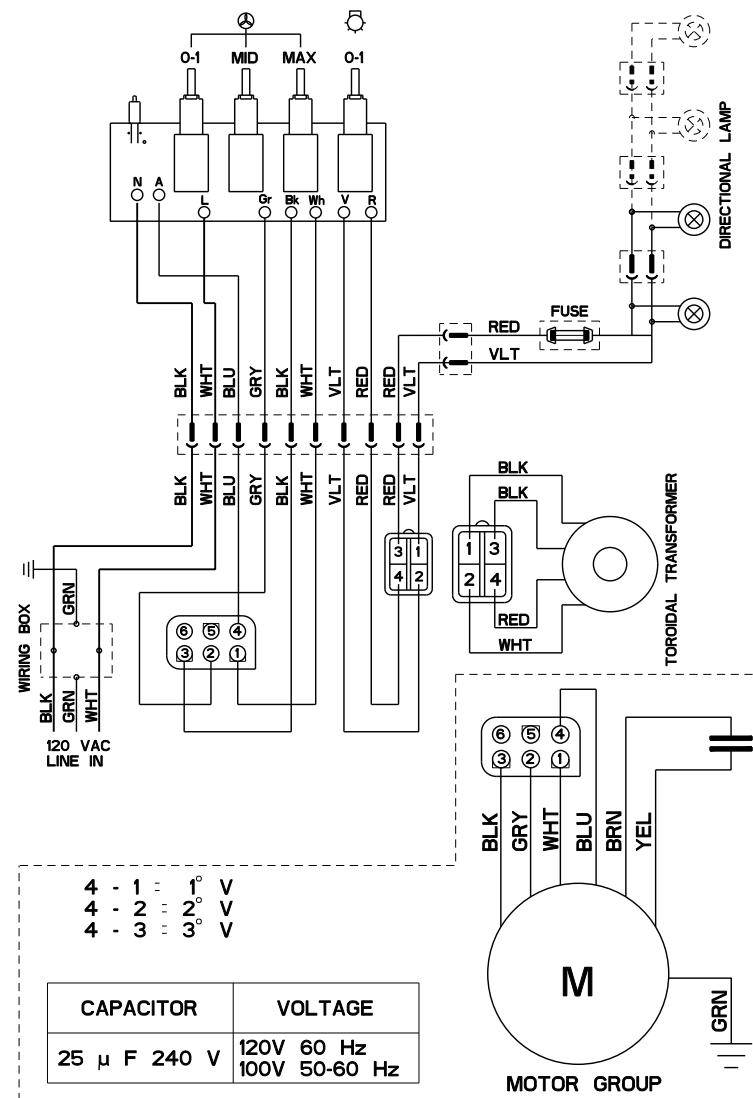 0-1 MID MAX 0-1
N A L Gr Bk Wh V R
DIRECTIONAL LAMP
FUSE
RED
VLT
BLK WHT BLU GRY BLK WHT VLT RED RED VLT
BLK WHT BLU GRY BLK WHT VLT RED RED VLT
3 1
4 2
BLK
BLK
1 3
2 4
RED
WHT
TOROIDAL TRANSFORMER
GRN
WIRING BOX
6 5 4
3 2 1
BLK GRN WHT
120 VAC
LINE IN
6 5 4
3 2 1
BLK GRY WHT BLU BRN YEL
M
GRN
MOTOR GROUP
4 - 1 = 1° V
4 - 2 = 2° V
4 - 3 = 3° V
CAPACITOR VOLTAGE
25 μ F 240 V
120V 60 Hz
100V 50-60 Hz